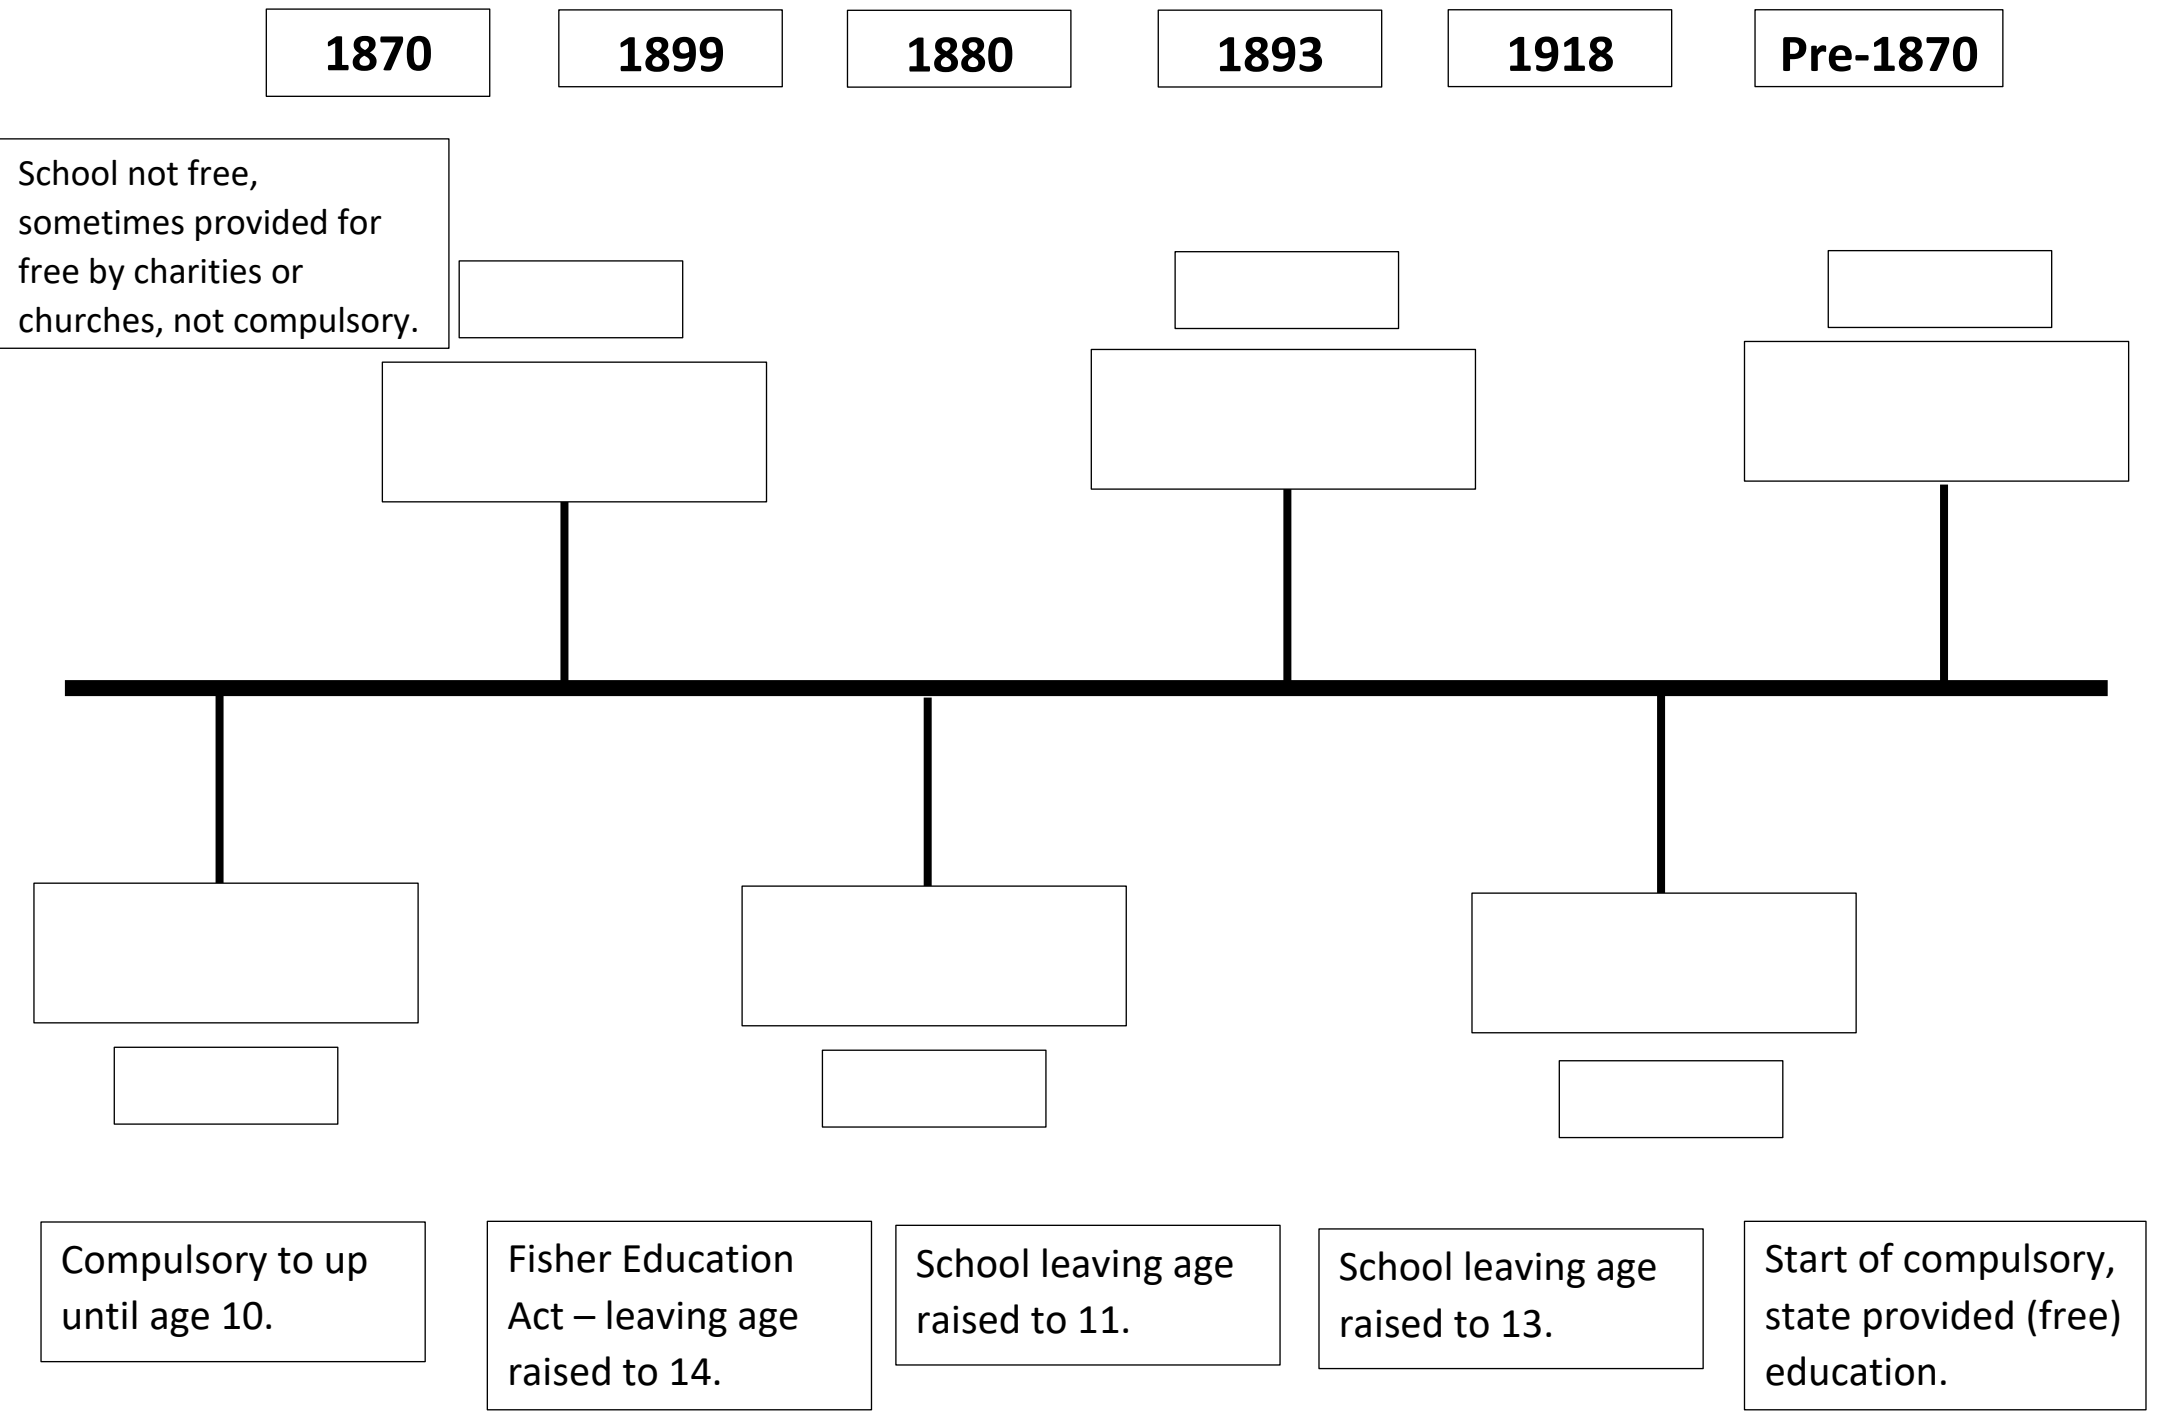 1870
1899
1880
1893
1918
Pre-1870
School not free,
sometimes provided for
free by charities or
churches, not compulsory.
Compulsory to up
until age 10.
Fisher Education
Act – leaving age
raised to 14.
School leaving age
raised to 11.
School leaving age
raised to 13.
Start of compulsory,
state provided (free)
education.